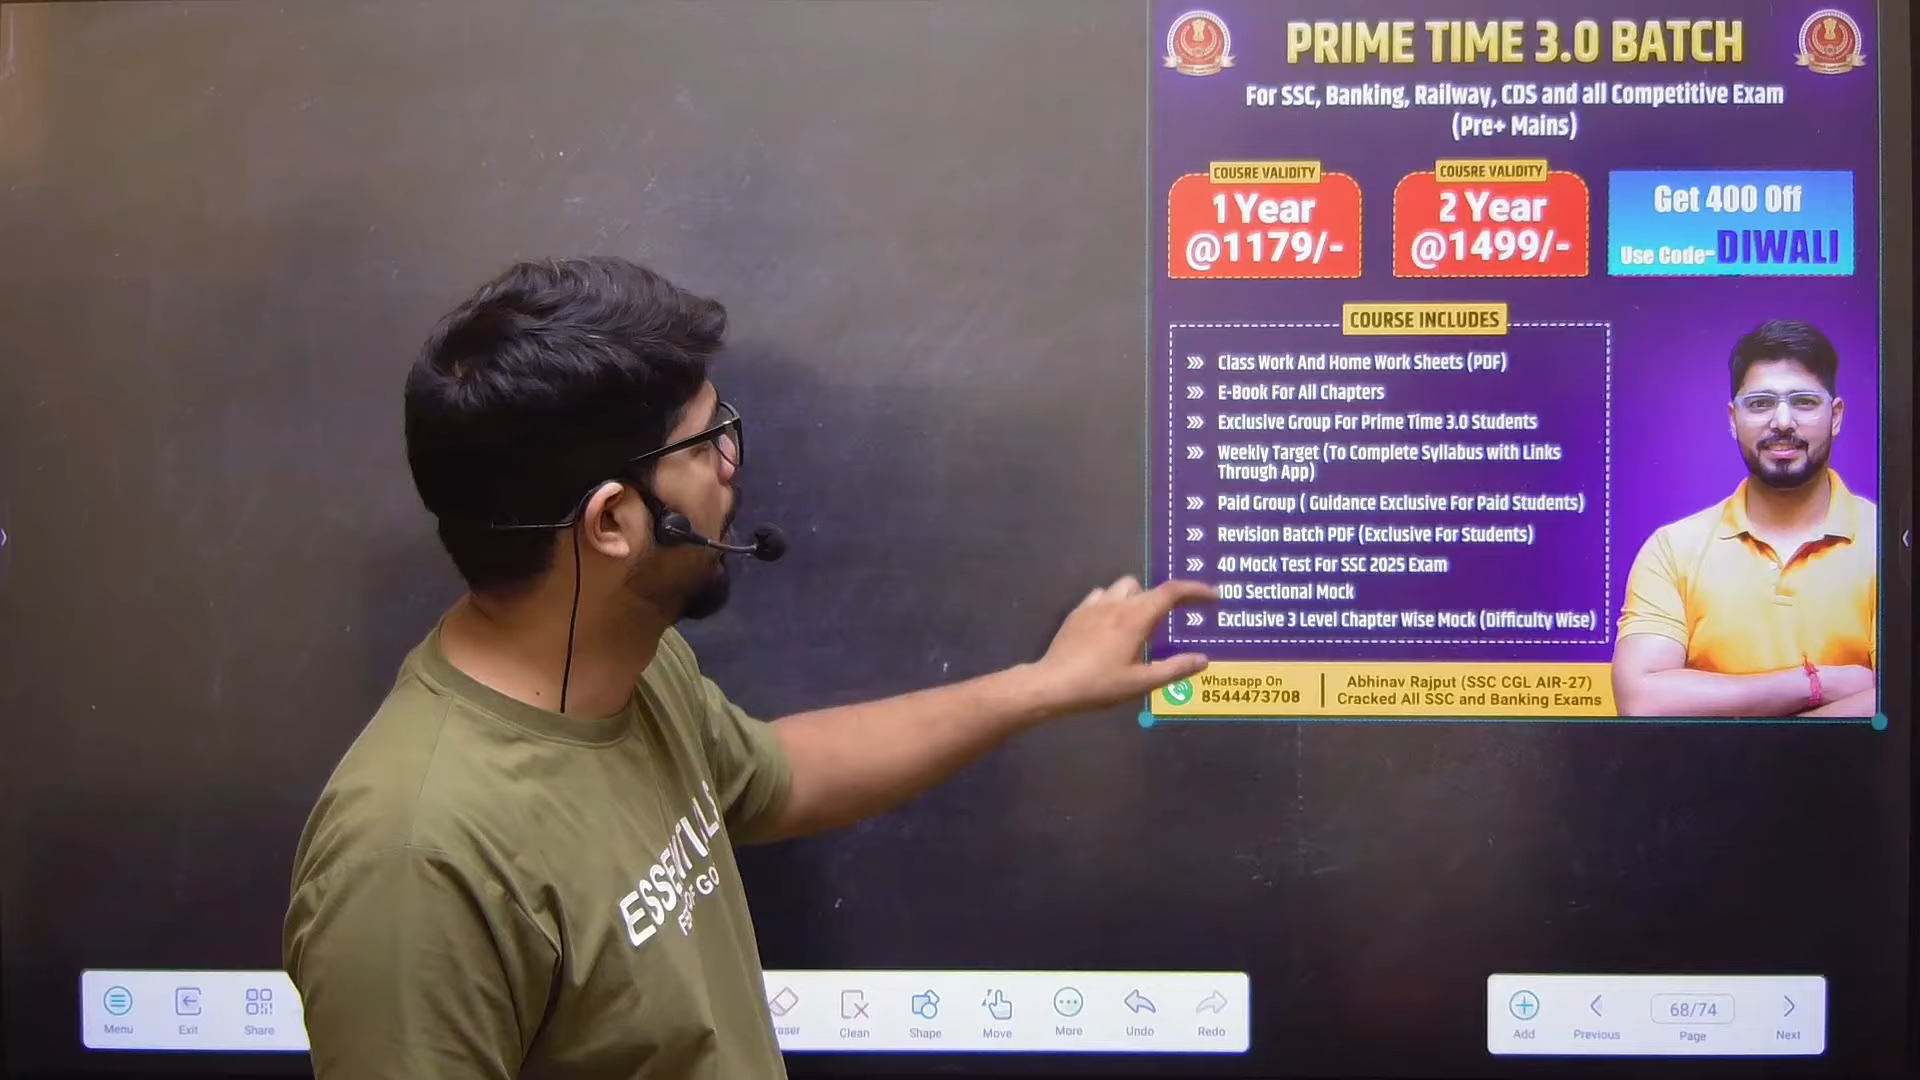 PRIME TIME 3.0 BATCH
For SSC, Banking, Railway, CDS and all Competitive Exam
(Pre+ Mains)
COUSRE VALIDITY
1 Year
@1179/-
COUSRE VALIDITY
2 Year
@1499/-
Get 400 Off
Use Code-DIWALI
COURSE INCLUDES
Class Work And Home Work Sheets (PDF)
E-Book For All Chapters
Exclusive Group For Prime Time 3.0 Students
Weekly Target (To Complete Syllabus with Links
Through App)
Paid Group ( Guidance Exclusive For Paid Students)
Revision Batch PDF (Exclusive For Students)
40 Mock Test For SSC 2025 Exam
100 Sectional Mock
Exclusive 3 Level Chapter Wise Mock (Difficulty Wise)
Whatsapp On
8544473708
Abhinav Rajput (SSC CGL AIR-27)
Cracked All SSC and Banking Exams
ESSENTIALS
OF GO
Menu
Exit
Share
raser
Clean
Shape
Move
More
Undo
Redo
Add
Previous
68/74
Page
Next